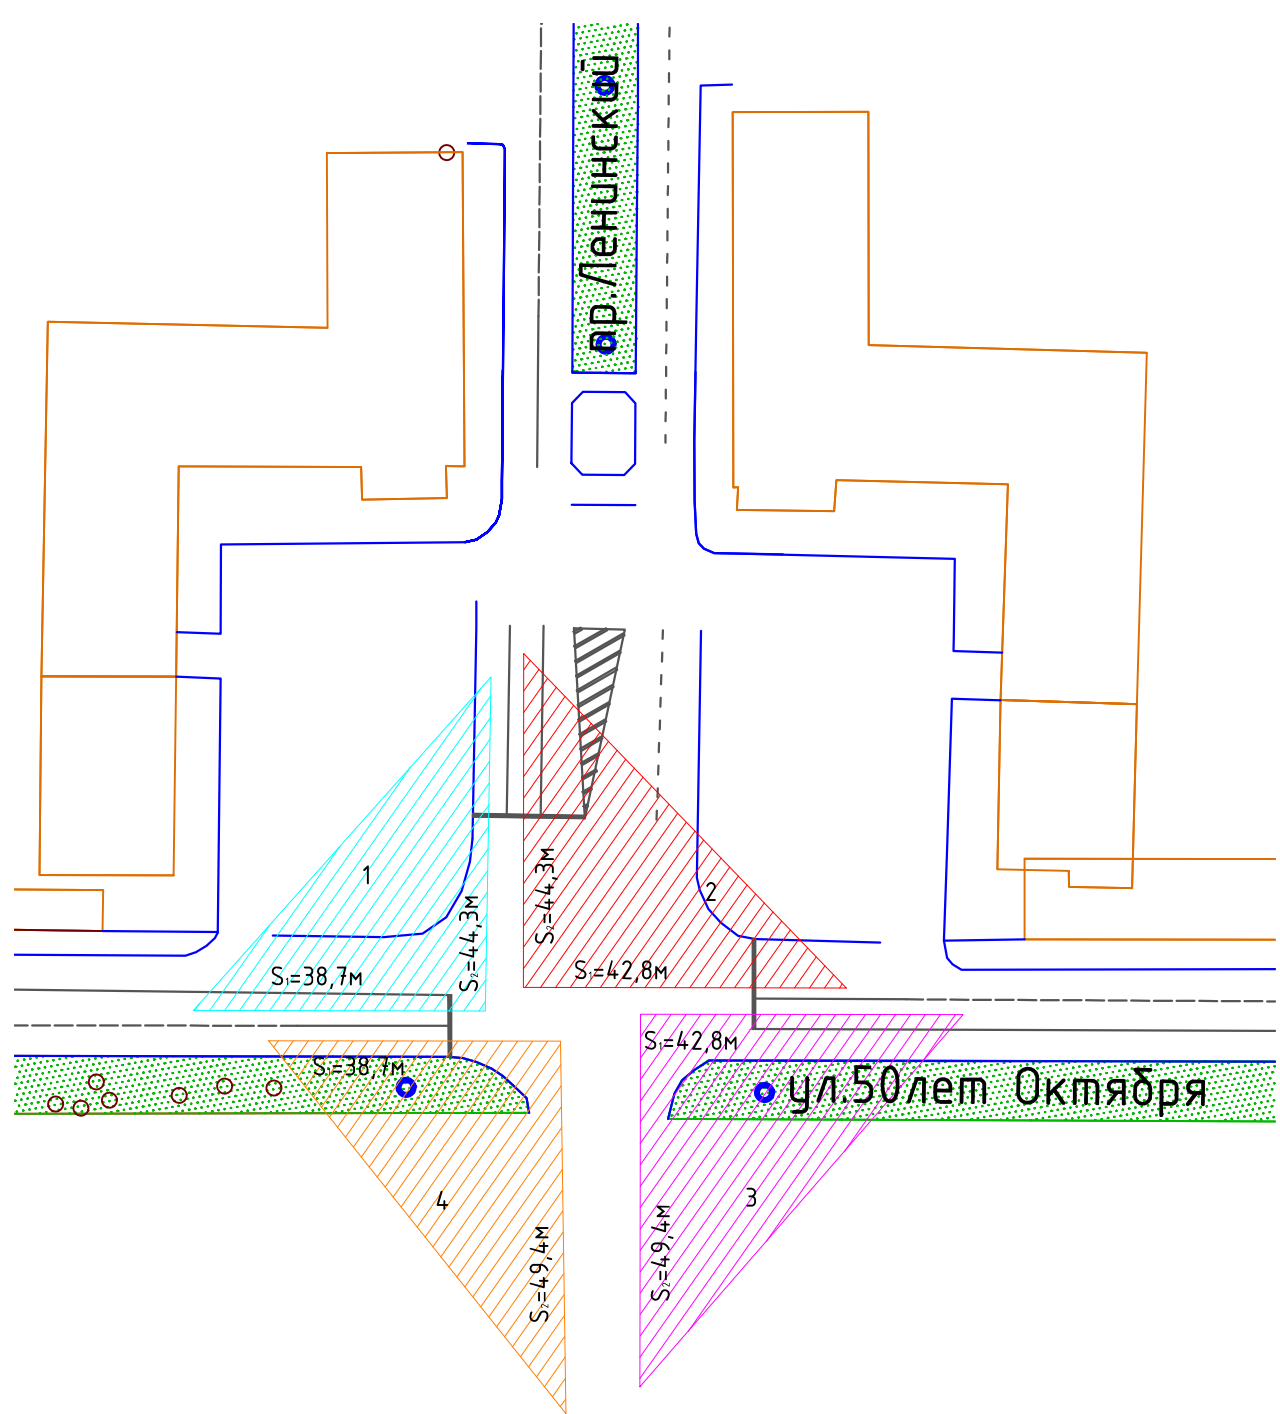 пр.Ленинский
1
2
S₂=44,3м
S₂=44,3м
S₁=38,7м
S₁=42,8м
S₁=42,8м
S₁=38,7м
ул.50лет Октября
4
3
S₂=49,4м
S₂=49,4м